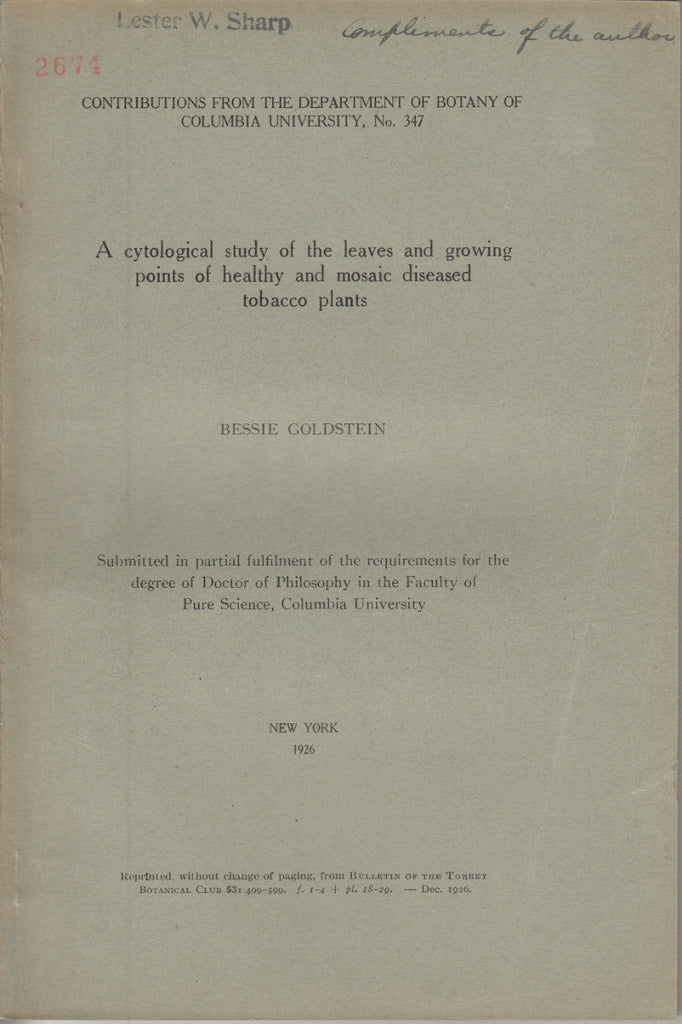 Lester W. Sharp
Compliments of the author
2674
CONTRIBUTIONS FROM THE DEPARTMENT OF BOTANY OF
COLUMBIA UNIVERSITY, No. 347
A cytological study of the leaves and growing
points of healthy and mosaic diseased
tobacco plants
BESSIE GOLDSTEIN
Submitted in partial fulfilment of the requirements for the
degree of Doctor of Philosophy in the Faculty of
Pure Science, Columbia University
NEW YORK
1926
Reprinted, without change of paging, from BULLETIN OF THE TORREY
BOTANICAL CLUB 53: 499-599. f. 1-4 + pl. 18-29. — Dec. 1926.